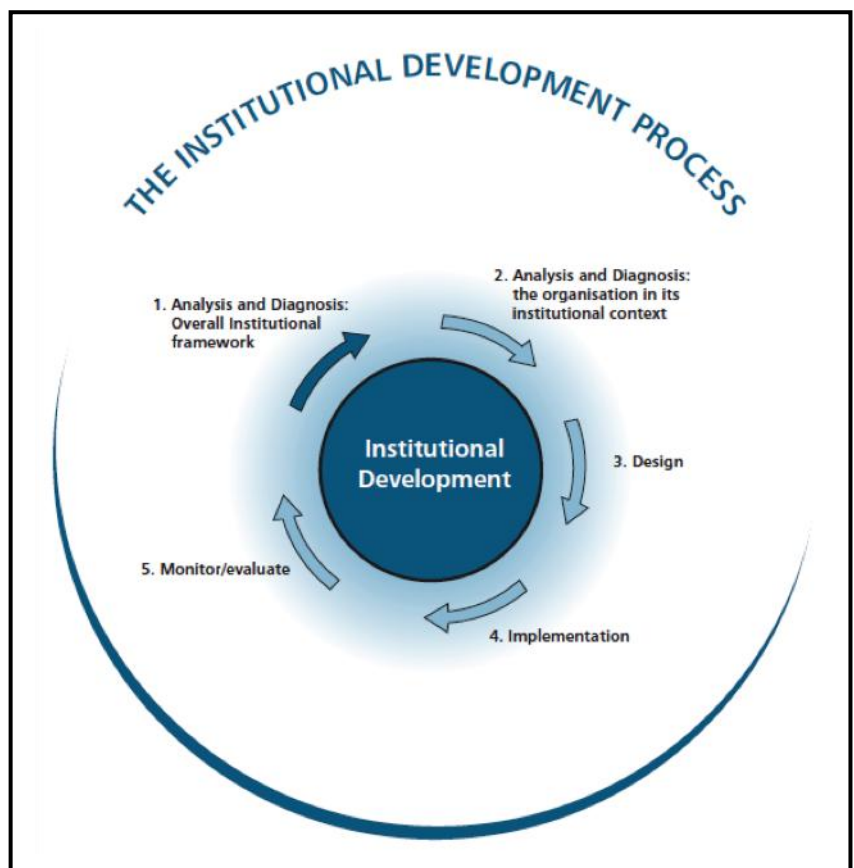 THE INSTITUTIONAL DEVELOPMENT PROCESS
1. Analysis and Diagnosis:
Overall Institutional
framework
2. Analysis and Diagnosis:
the organisation in its
institutional context
Institutional
Development
3. Design
4. Implementation
5. Monitor/evaluate